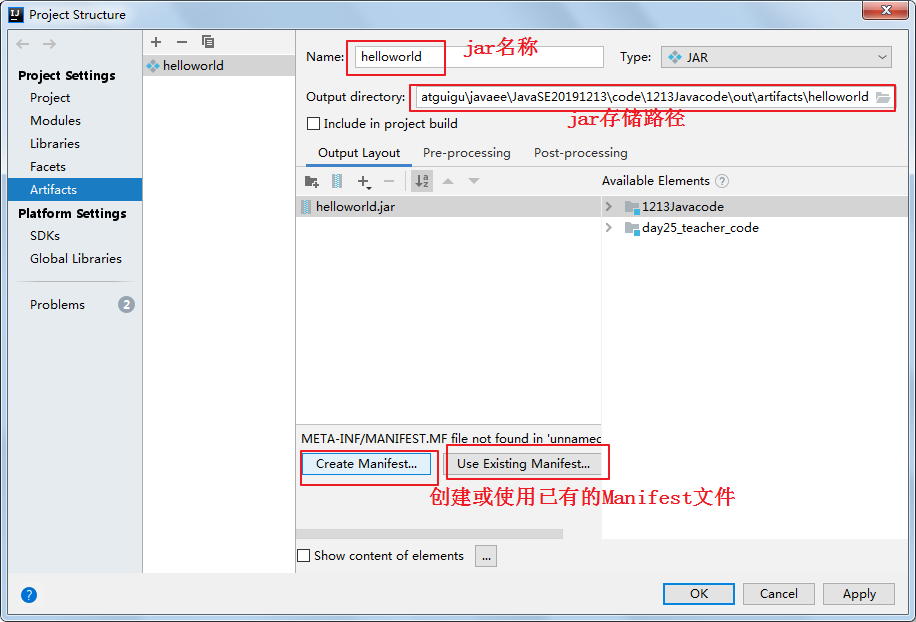 Project Structure
Project Settings
Project
Modules
Libraries
Facets
Artifacts
Platform Settings
SDKs
Global Libraries
Problems 2
helloworld
Name: helloworld jar名称 Type: JAR
Output directory: atguigu\javaee\JavaSE20191213\code\1213Javacode\out\artifacts\helloworld
jar存储路径
Include in project build
Output Layout Pre-processing Post-processing
Available Elements ?
helloworld.jar
1213Javacode
day25_teacher_code
META-INF/MANIFEST.MF file not found in 'unnamed
Create Manifest... Use Existing Manifest...
创建或使用已有的Manifest文件
Show content of elements ...
? OK Cancel Apply